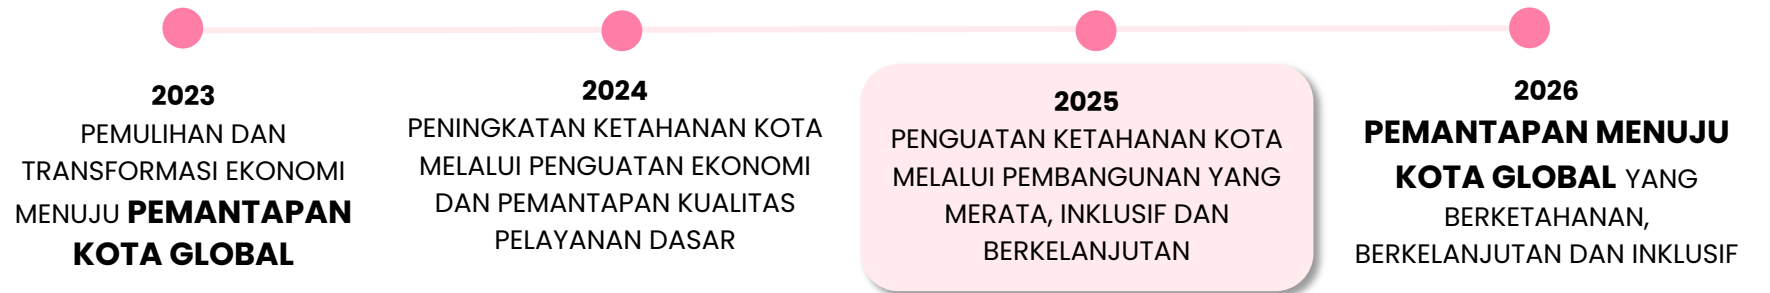 2023
PEMULIHAN DAN
TRANSFORMASI EKONOMI
MENUJU PEMANTAPAN
KOTA GLOBAL
2024
PENINGKATAN KETAHANAN KOTA
MELALUI PENGUATAN EKONOMI
DAN PEMANTAPAN KUALITAS
PELAYANAN DASAR
2025
PENGUATAN KETAHANAN KOTA
MELALUI PEMBANGUNAN YANG
MERATA, INKLUSIF DAN
BERKELANJUTAN
2026
PEMANTAPAN MENUJU
KOTA GLOBAL YANG
BERKETAHANAN,
BERKELANJUTAN DAN INKLUSIF